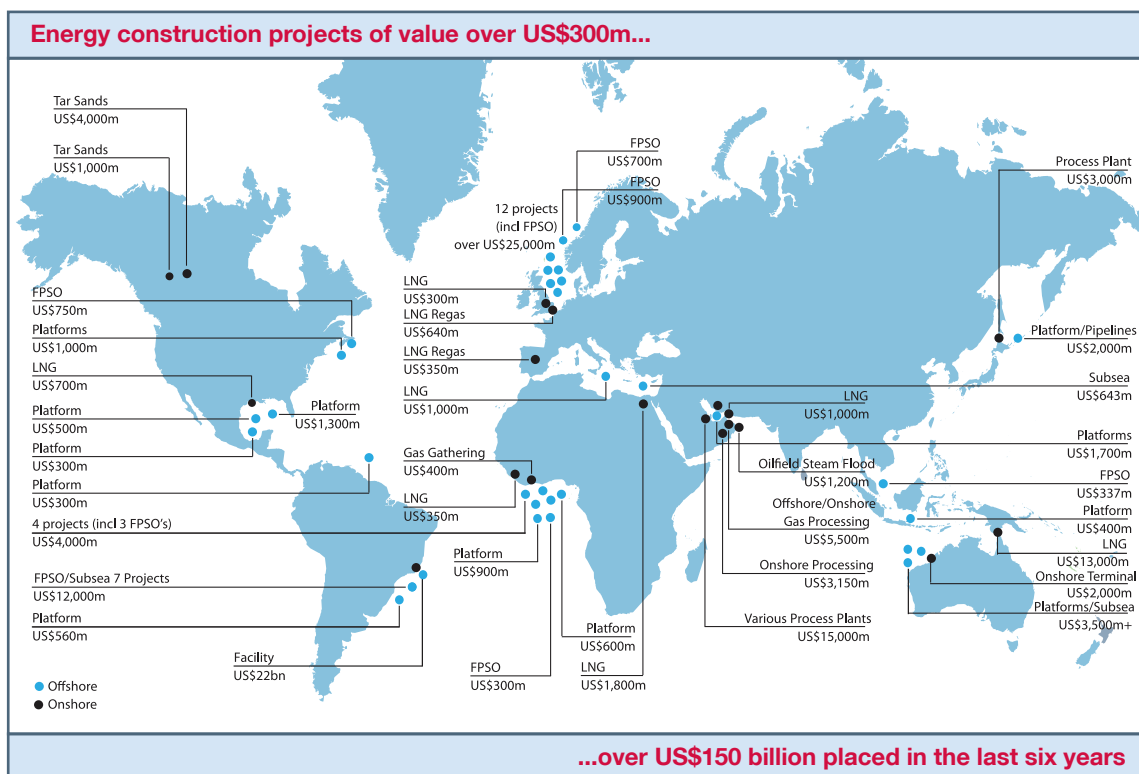 Energy construction projects of value over US$300m...
Tar Sands
US$4,000m
Tar Sands
US$1,000m
FPSO
US$750m
Platforms
US$1,000m
LNG
US$700m
Platform
US$500m
Platform
US$1,300m
Platform
US$300m
Platform
US$300m
4 projects (incl 3 FPSO's)
US$4,000m
FPSO/Subsea 7 Projects
US$12,000m
Platform
US$560m
Facility
US$22bn
FPSO
US$700m
FPSO
US$900m
12 projects
(incl FPSO)
over US$25,000m
LNG
US$300m
LNG Regas
US$640m
LNG Regas
US$350m
LNG
US$1,000m
Gas Gathering
US$400m
LNG
US$350m
Platform
US$900m
FPSO
US$300m
Platform
US$600m
LNG
US$1,800m
Process Plant
US$3,000m
Platform/Pipelines
US$2,000m
Subsea
US$643m
LNG
US$1,000m
Platforms
US$1,700m
Oilfield Steam Flood
US$1,200m
FPSO
US$337m
Offshore/Onshore
Gas Processing
US$5,500m
Platform
US$400m
LNG
US$13,000m
Onshore Processing
US$3,150m
Onshore Terminal
US$2,000m
Various Process Plants
US$15,000m
Platforms/Subsea
US$3,500m+
Offshore
Onshore
...over US$150 billion placed in the last six years